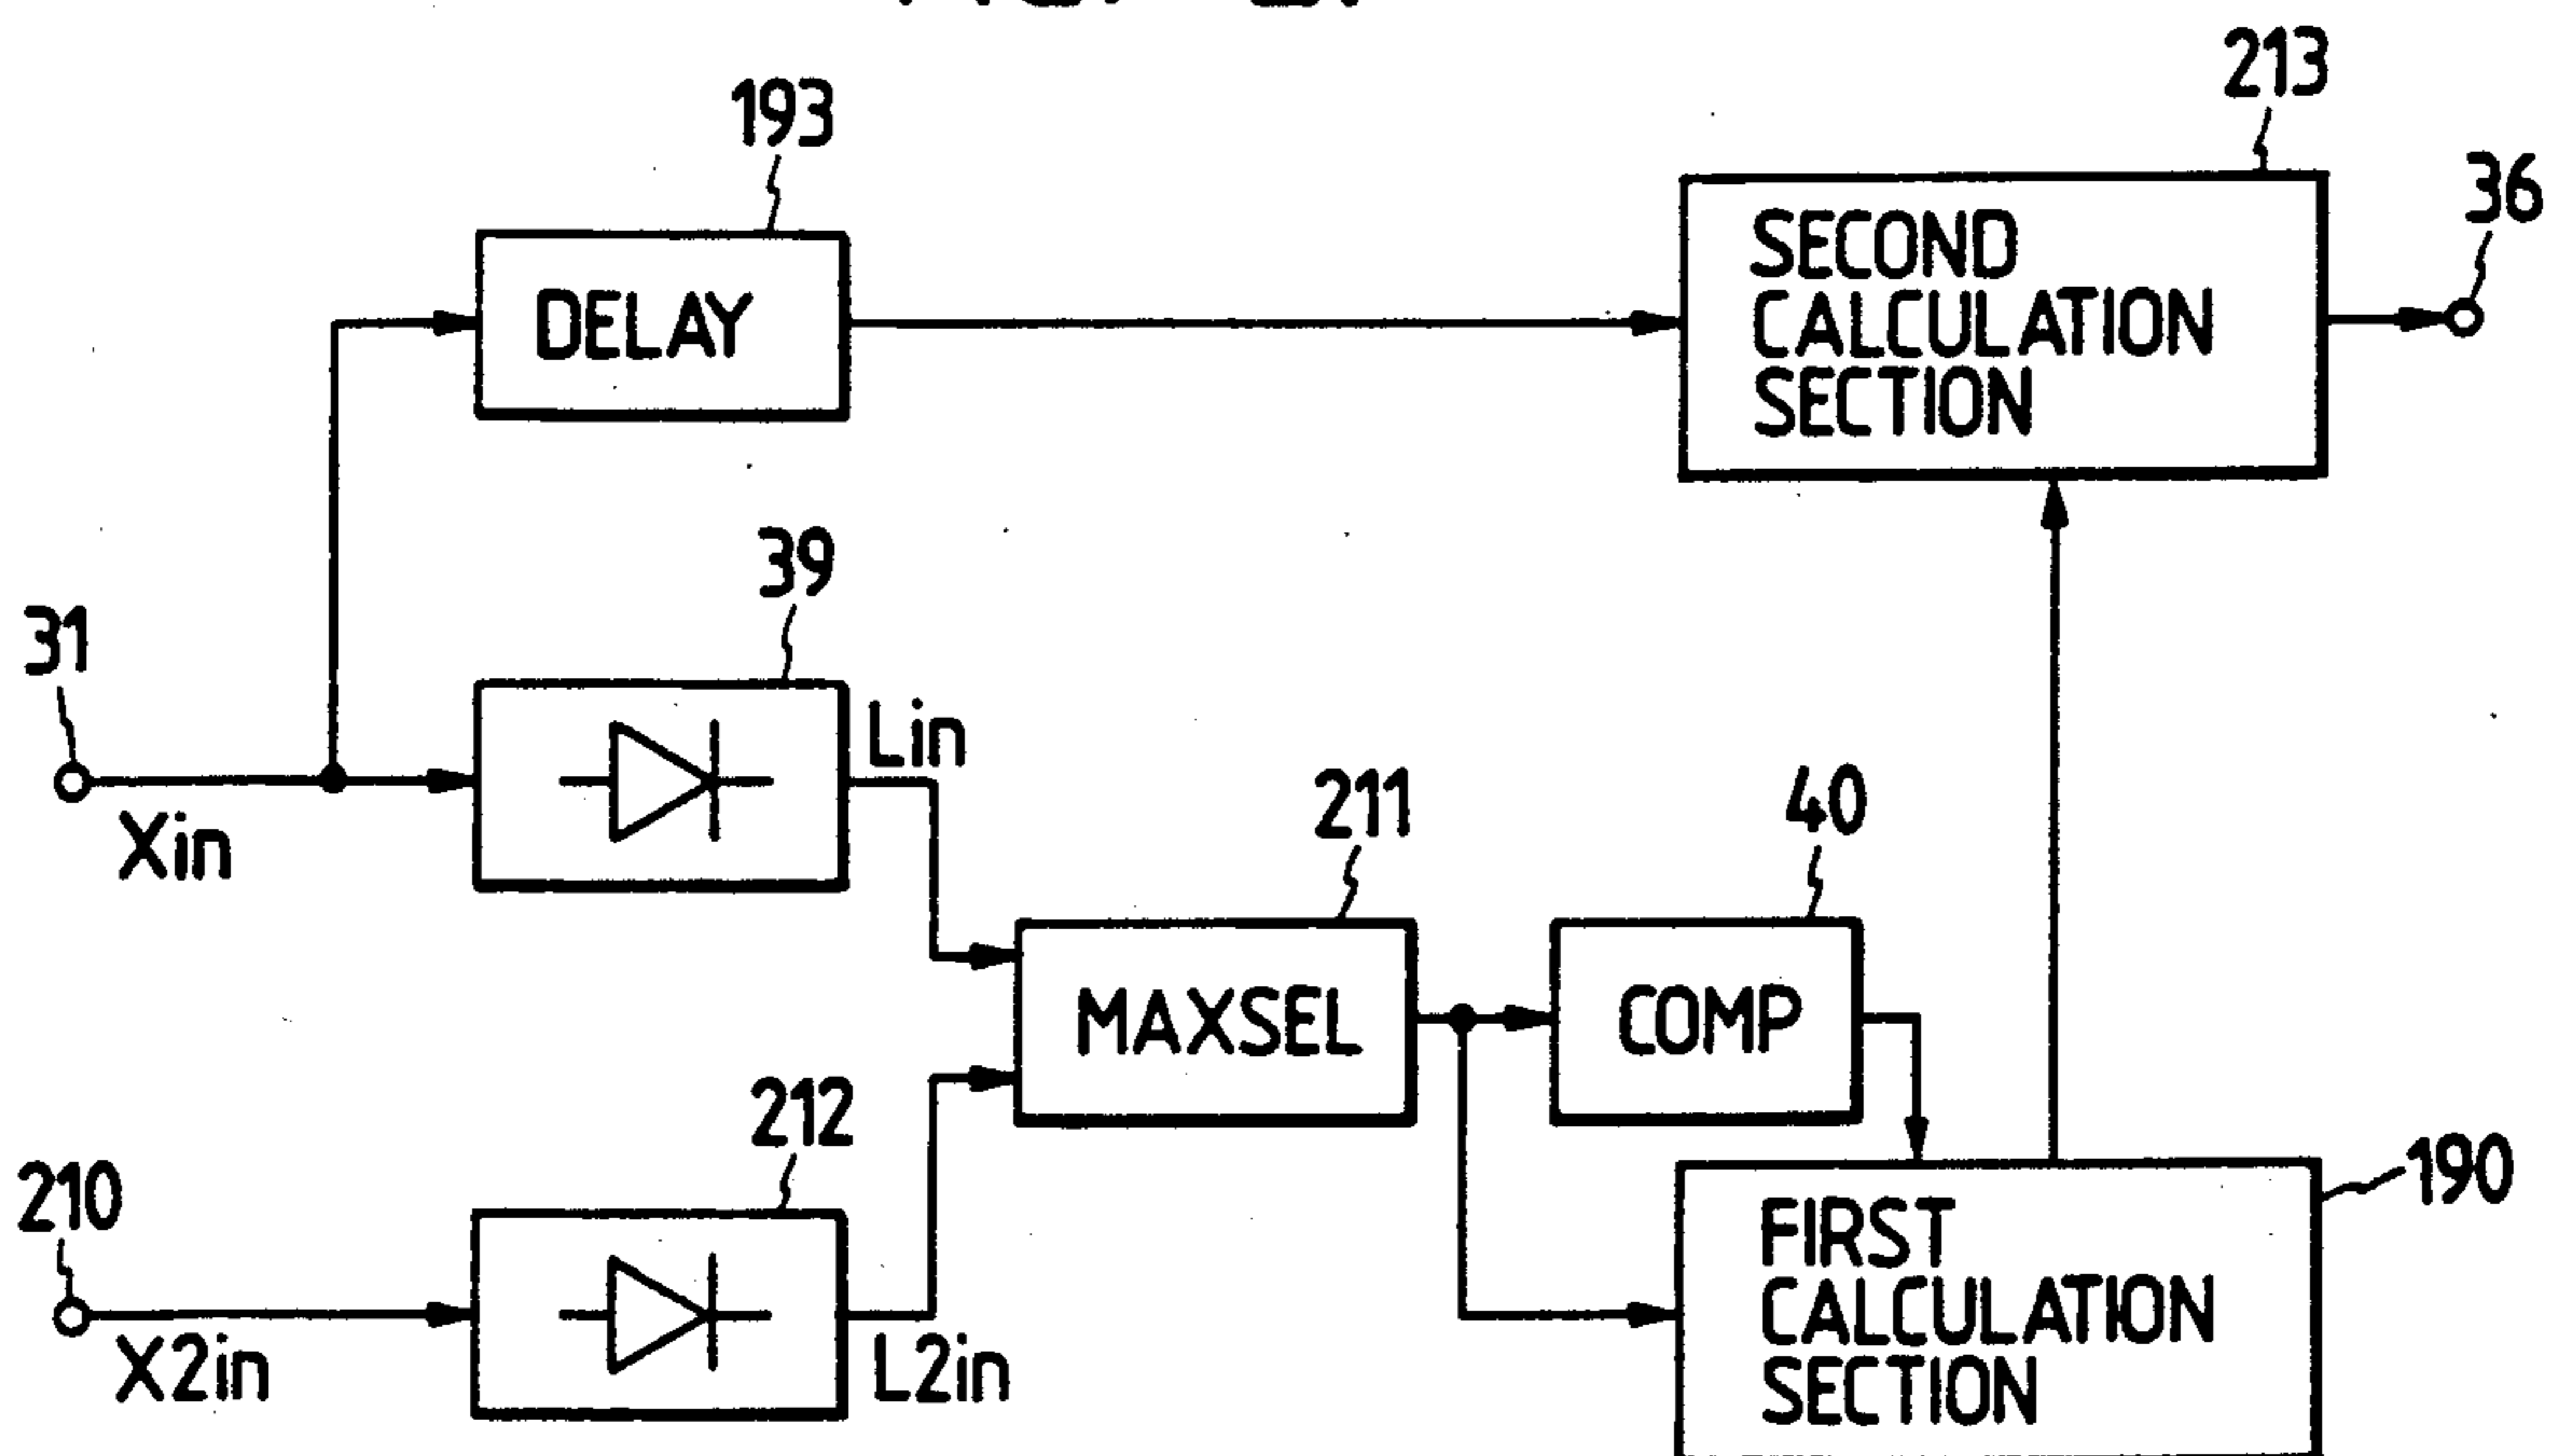 213
193
36
SECOND
CALCULATION
SECTION
DELAY
39
31
Lin
Xin
211
40
MAXSEL
COMP
212
210
190
FIRST
CALCULATION
SECTION
X2in
L2in